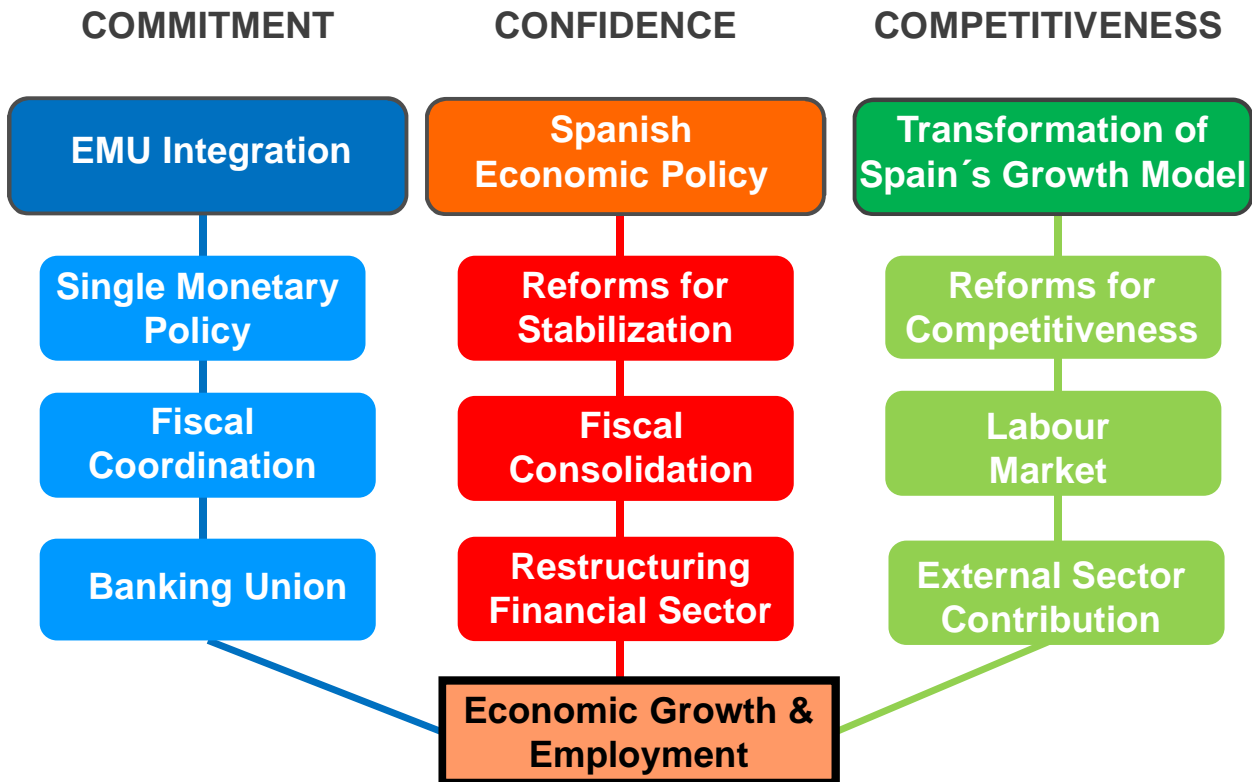 COMMITMENT
CONFIDENCE
COMPETITIVENESS
EMU Integration
Spanish
Economic Policy
Transformation of
Spain´s Growth Model
Single Monetary
Policy
Reforms for
Stabilization
Reforms for
Competitiveness
Fiscal
Coordination
Fiscal
Consolidation
Labour
Market
Banking Union
Restructuring
Financial Sector
External Sector
Contribution
Economic Growth &
Employment